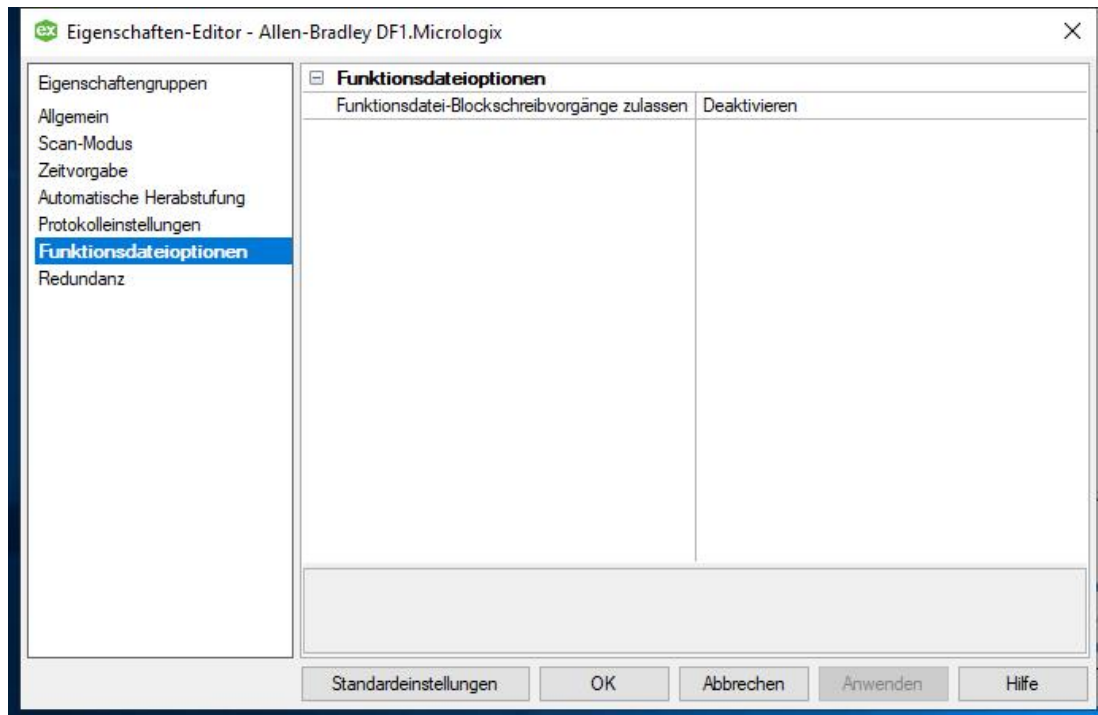 ex Eigenschaften-Editor - Allen-Bradley DF1.Micrologix
Eigenschaftengruppen
Allgemein
Scan-Modus
Zeitvorgabe
Automatische Herabstufung
Protokolleinstellungen
Funktionsdateioptionen
Redundanz
Funktionsdateioptionen
Funktionsdatei-Blockschreibvorgänge zulassen Deaktivieren
Standardeinstellungen OK Abbrechen Anwenden Hilfe